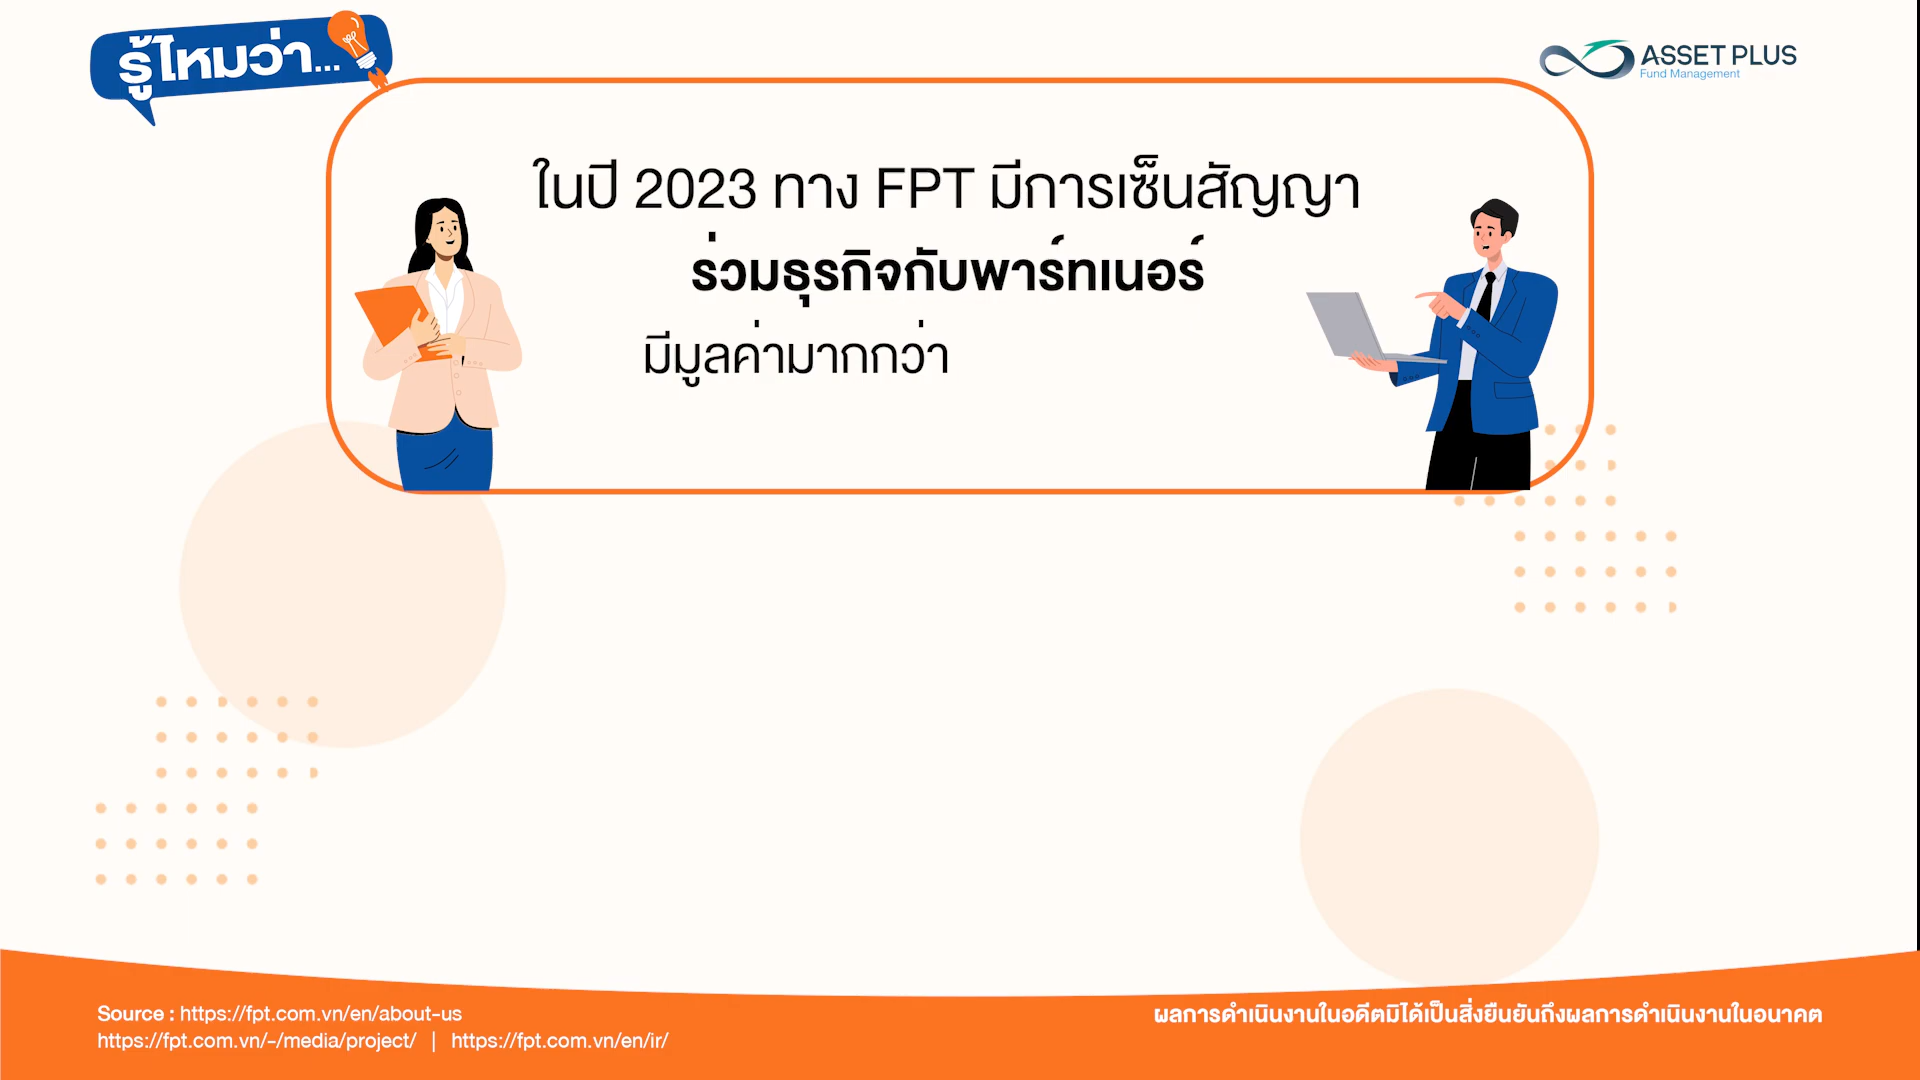 รู้ไหมว่า...
ASSET PLUS
Fund Management
ในปี 2023 ทาง FPT มีการเซ็นสัญญา
ร่วมธุรกิจกับพาร์ทเนอร์
มีมูลค่ามากกว่า
Source : https://fpt.com.vn/en/about-us
https://fpt.com.vn/-/media/project/ | https://fpt.com.vn/en/ir/
ผลการดำเนินงานในอดีตมิได้เป็นสิ่งยืนยันถึงผลการดำเนินงานในอนาคต